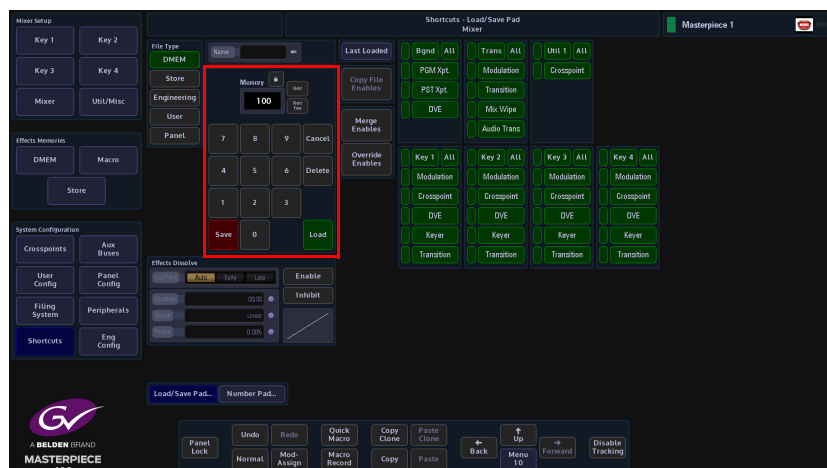 Mixer Setup
Key 1
Key 2
Key 3
Key 4
Mixer
Util/Misc
Effects Memories
DMEM
Macro
Store
System Configuration
Crosspoints
Aux
Buses
User
Config
Panel
Config
Filing
System
Peripherals
Shortcuts
Eng
Config
GV
A BELDEN BRAND
MASTERPIECE
Shortcuts - Load/Save Pad
Mixer
Masterpiece 1
File Type
DMEM
Store
Engineering
User
Panel
Name
Memory
100
Next
Next
Free
7
8
9
Cancel
4
5
6
Delete
1
2
3
Save
0
Load
Last Loaded
Copy File
Enables
Merge
Enables
Override
Enables
Bgnd
All
PGM Xpt.
PST Xpt.
DVE
Trans
All
Modulation
Transition
Mix Wipe
Audio Trans
Util 1
All
Crosspoint
Key 1
All
Modulation
Crosspoint
DVE
Keyer
Transition
Key 2
All
Modulation
Crosspoint
DVE
Keyer
Transition
Key 3
All
Modulation
Crosspoint
DVE
Keyer
Transition
Key 4
All
Modulation
Crosspoint
DVE
Keyer
Transition
Effects Dissolve
Auto
Early
Late
Enable
Duration
00:00
Inhibit
Linear
Profile
0.00%
Load/Save Pad...
Number Pad...
Panel
Lock
Undo
Redo
Normal
Mod-
Assign
Quick
Macro
Macro
Record
Copy
Clone
Paste
Clone
Copy
Paste
Back
Up
Menu
10
Forward
Disable
Tracking